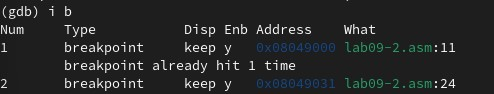 (gdb) i b
Num     Type           Disp Enb Address    What
1       breakpoint     keep y   0x08049000 lab09-2.asm:11
        breakpoint already hit 1 time
2       breakpoint     keep y   0x08049031 lab09-2.asm:24